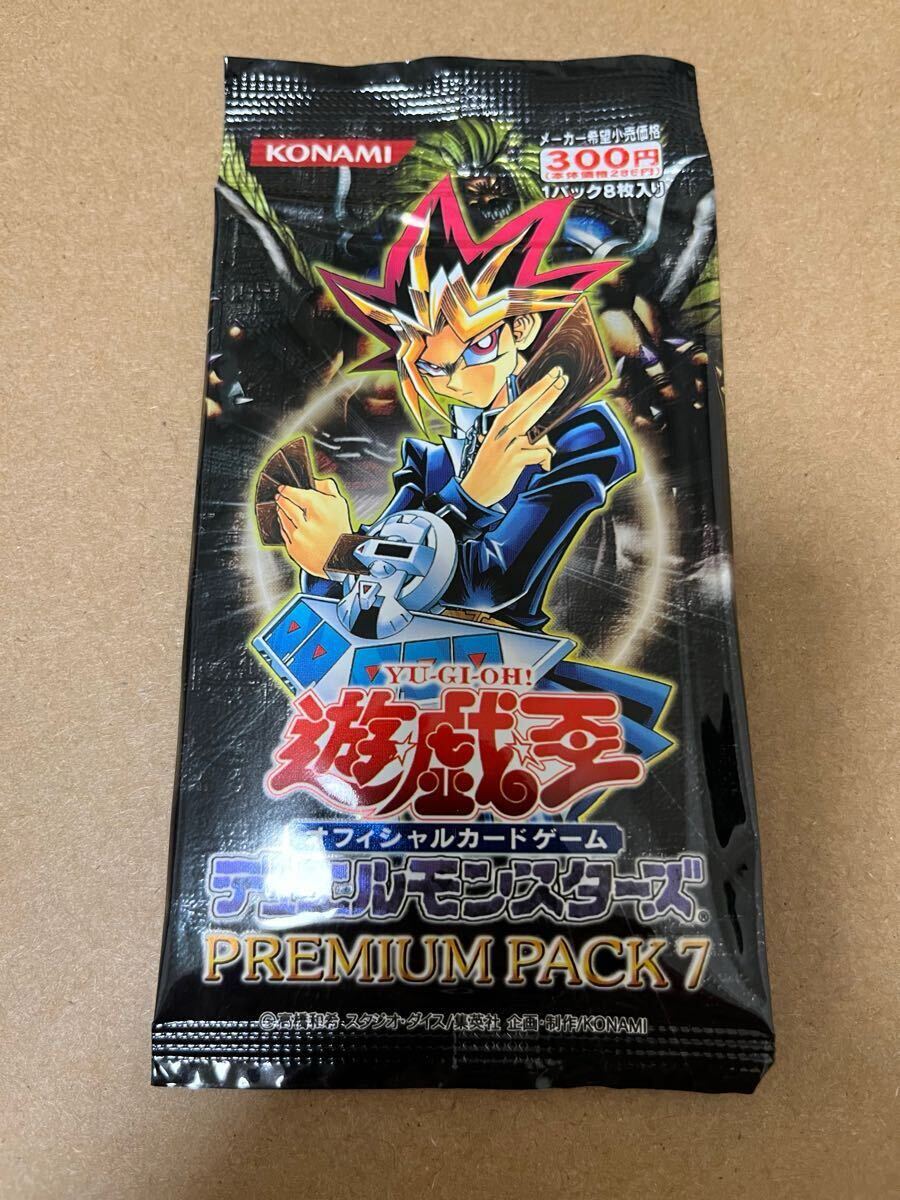 KONAMI
メーカー希望小売価格
300円
(本体価格286円)
1パック8枚入り
YU-GI-OH!
遊☆戯☆王
オフィシャルカードゲーム
デュエルモンスターズ®
PREMIUM PACK 7
©高橋和希 スタジオ・ダイス/集英社 企画・制作/KONAMI